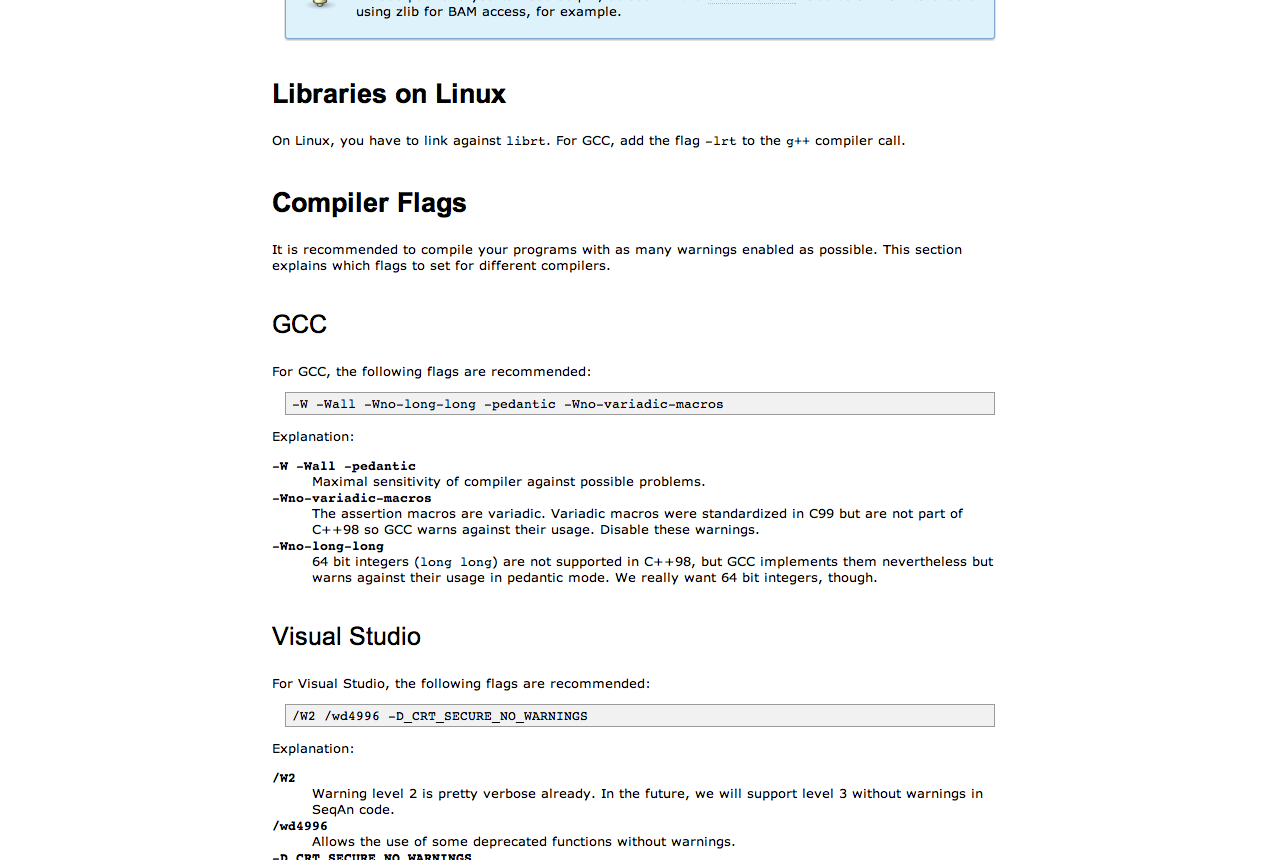 using zlib for BAM access, for example.
Libraries on Linux
On Linux, you have to link against librt. For GCC, add the flag -lrt to the g++ compiler call.
Compiler Flags
It is recommended to compile your programs with as many warnings enabled as possible. This section
explains which flags to set for different compilers.
GCC
For GCC, the following flags are recommended:
-W -Wall -Wno-long-long -pedantic -Wno-variadic-macros
Explanation:
-W -Wall -pedantic
Maximal sensitivity of compiler against possible problems.
-Wno-variadic-macros
The assertion macros are variadic. Variadic macros were standardized in C99 but are not part of
C++98 so GCC warns against their usage. Disable these warnings.
-Wno-long-long
64 bit integers (long long) are not supported in C++98, but GCC implements them nevertheless but
warns against their usage in pedantic mode. We really want 64 bit integers, though.
Visual Studio
For Visual Studio, the following flags are recommended:
/W2 /wd4996 -D_CRT_SECURE_NO_WARNINGS
Explanation:
/W2
Warning level 2 is pretty verbose already. In the future, we will support level 3 without warnings in
SeqAn code.
/wd4996
Allows the use of some deprecated functions without warnings.
-D_CRT_SECURE_NO_WARNINGS